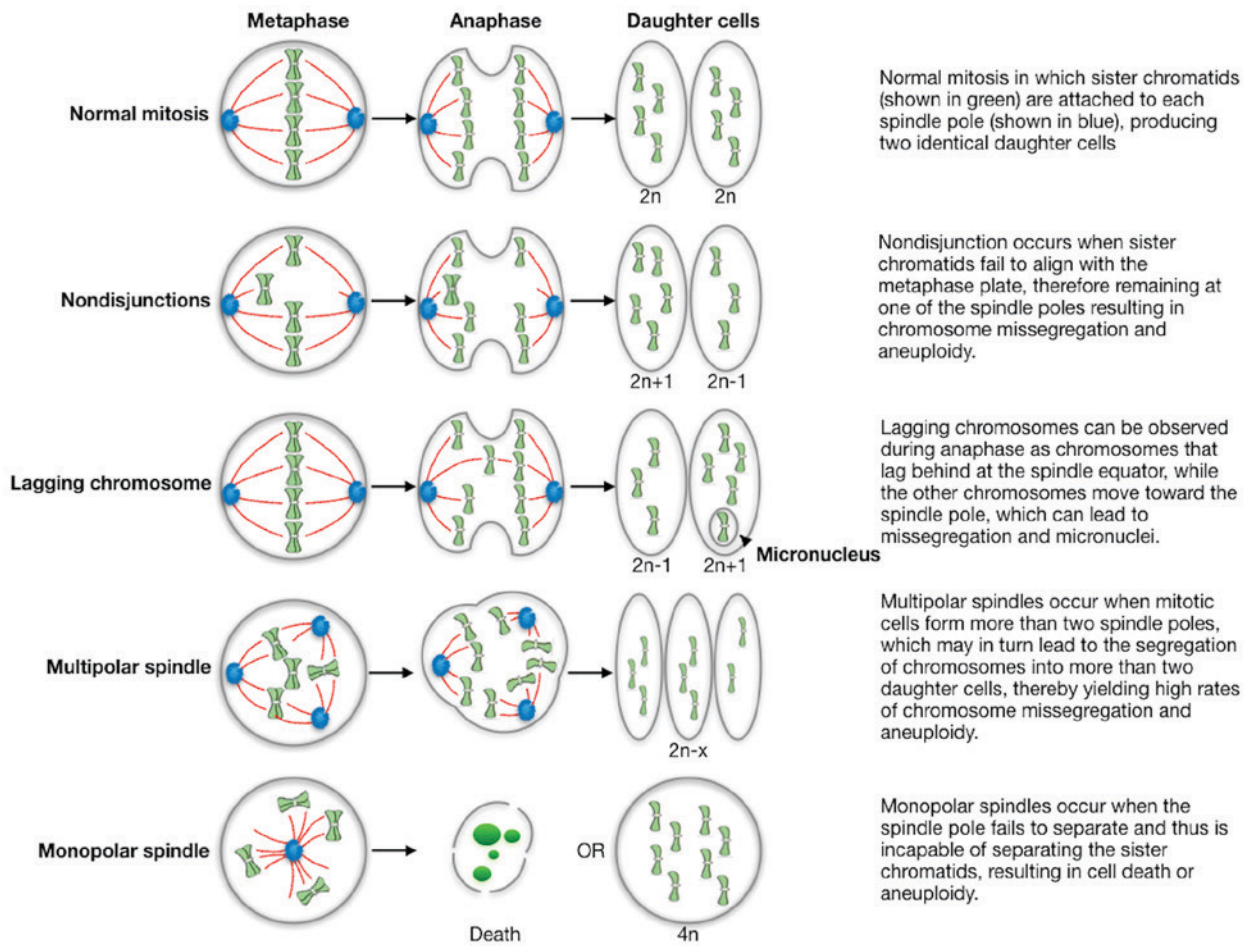 Metaphase
Anaphase
Daughter cells
Normal mitosis
2n
2n
Normal mitosis in which sister chromatids
(shown in green) are attached to each
spindle pole (shown in blue), producing
two identical daughter cells
Nondisjunctions
2n+1
2n-1
Nondisjunction occurs when sister
chromatids fail to align with the
metaphase plate, therefore remaining at
one of the spindle poles resulting in
chromosome missegregation and
aneuploidy.
Lagging chromosome
Micronucleus
2n-1
2n+1
Lagging chromosomes can be observed
during anaphase as chromosomes that
lag behind at the spindle equator, while
the other chromosomes move toward the
spindle pole, which can lead to
missegregation and micronuclei.
Multipolar spindle
2n-x
Multipolar spindles occur when mitotic
cells form more than two spindle poles,
which may in turn lead to the segregation
of chromosomes into more than two
daughter cells, thereby yielding high rates
of chromosome missegregation and
aneuploidy.
Monopolar spindle
OR
Death
4n
Monopolar spindles occur when the
spindle pole fails to separate and thus is
incapable of separating the sister
chromatids, resulting in cell death or
aneuploidy.